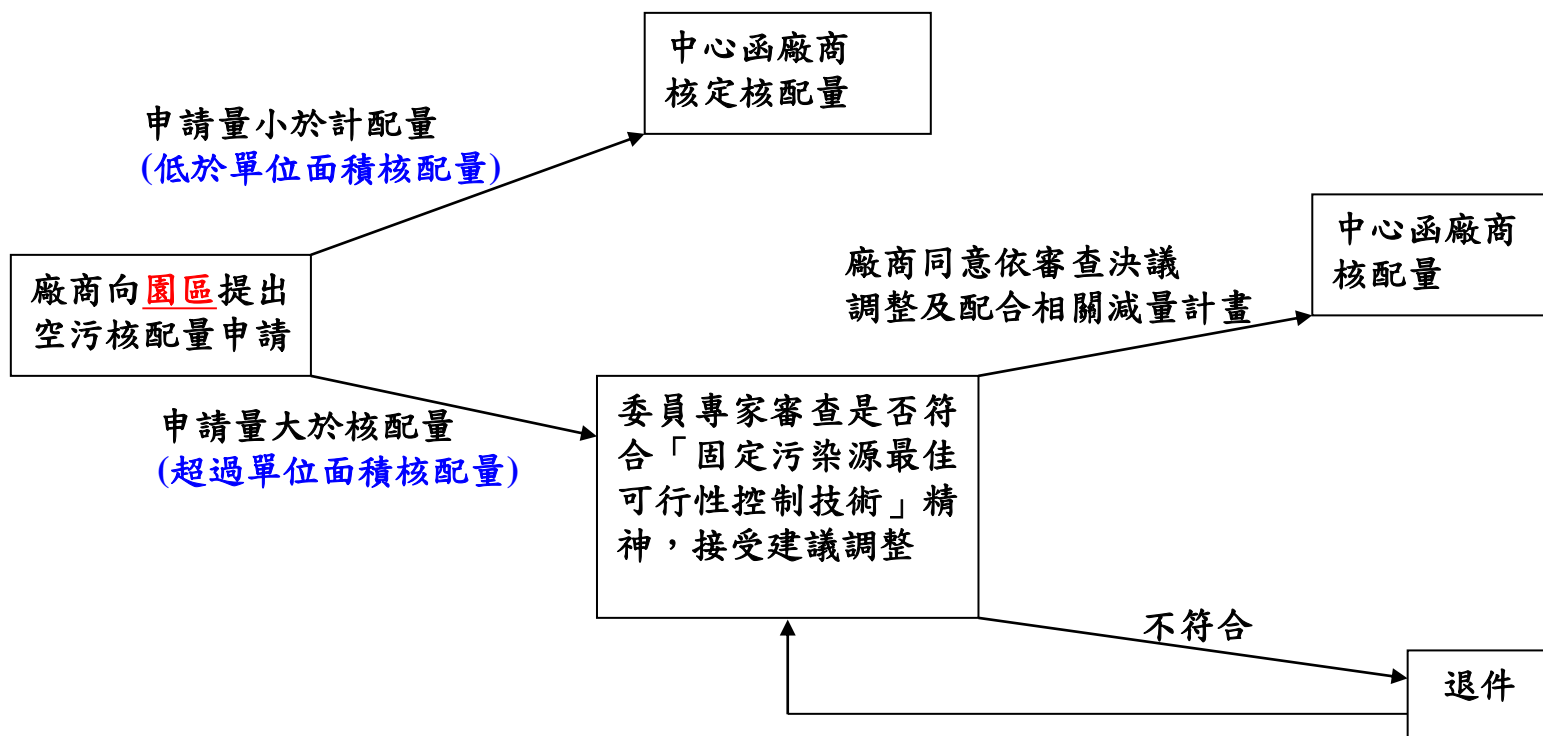 中心函廠商
核定核配量
申請量小於計配量
(低於單位面積核配量)
廠商向園區提出
空污核配量申請
中心函廠商
核配量
廠商同意依審查決議
調整及配合相關減量計畫
申請量大於核配量
(超過單位面積核配量)
委員專家審查是否符
合「固定污染源最佳
可行性控制技術」精
神，接受建議調整
不符合
退件